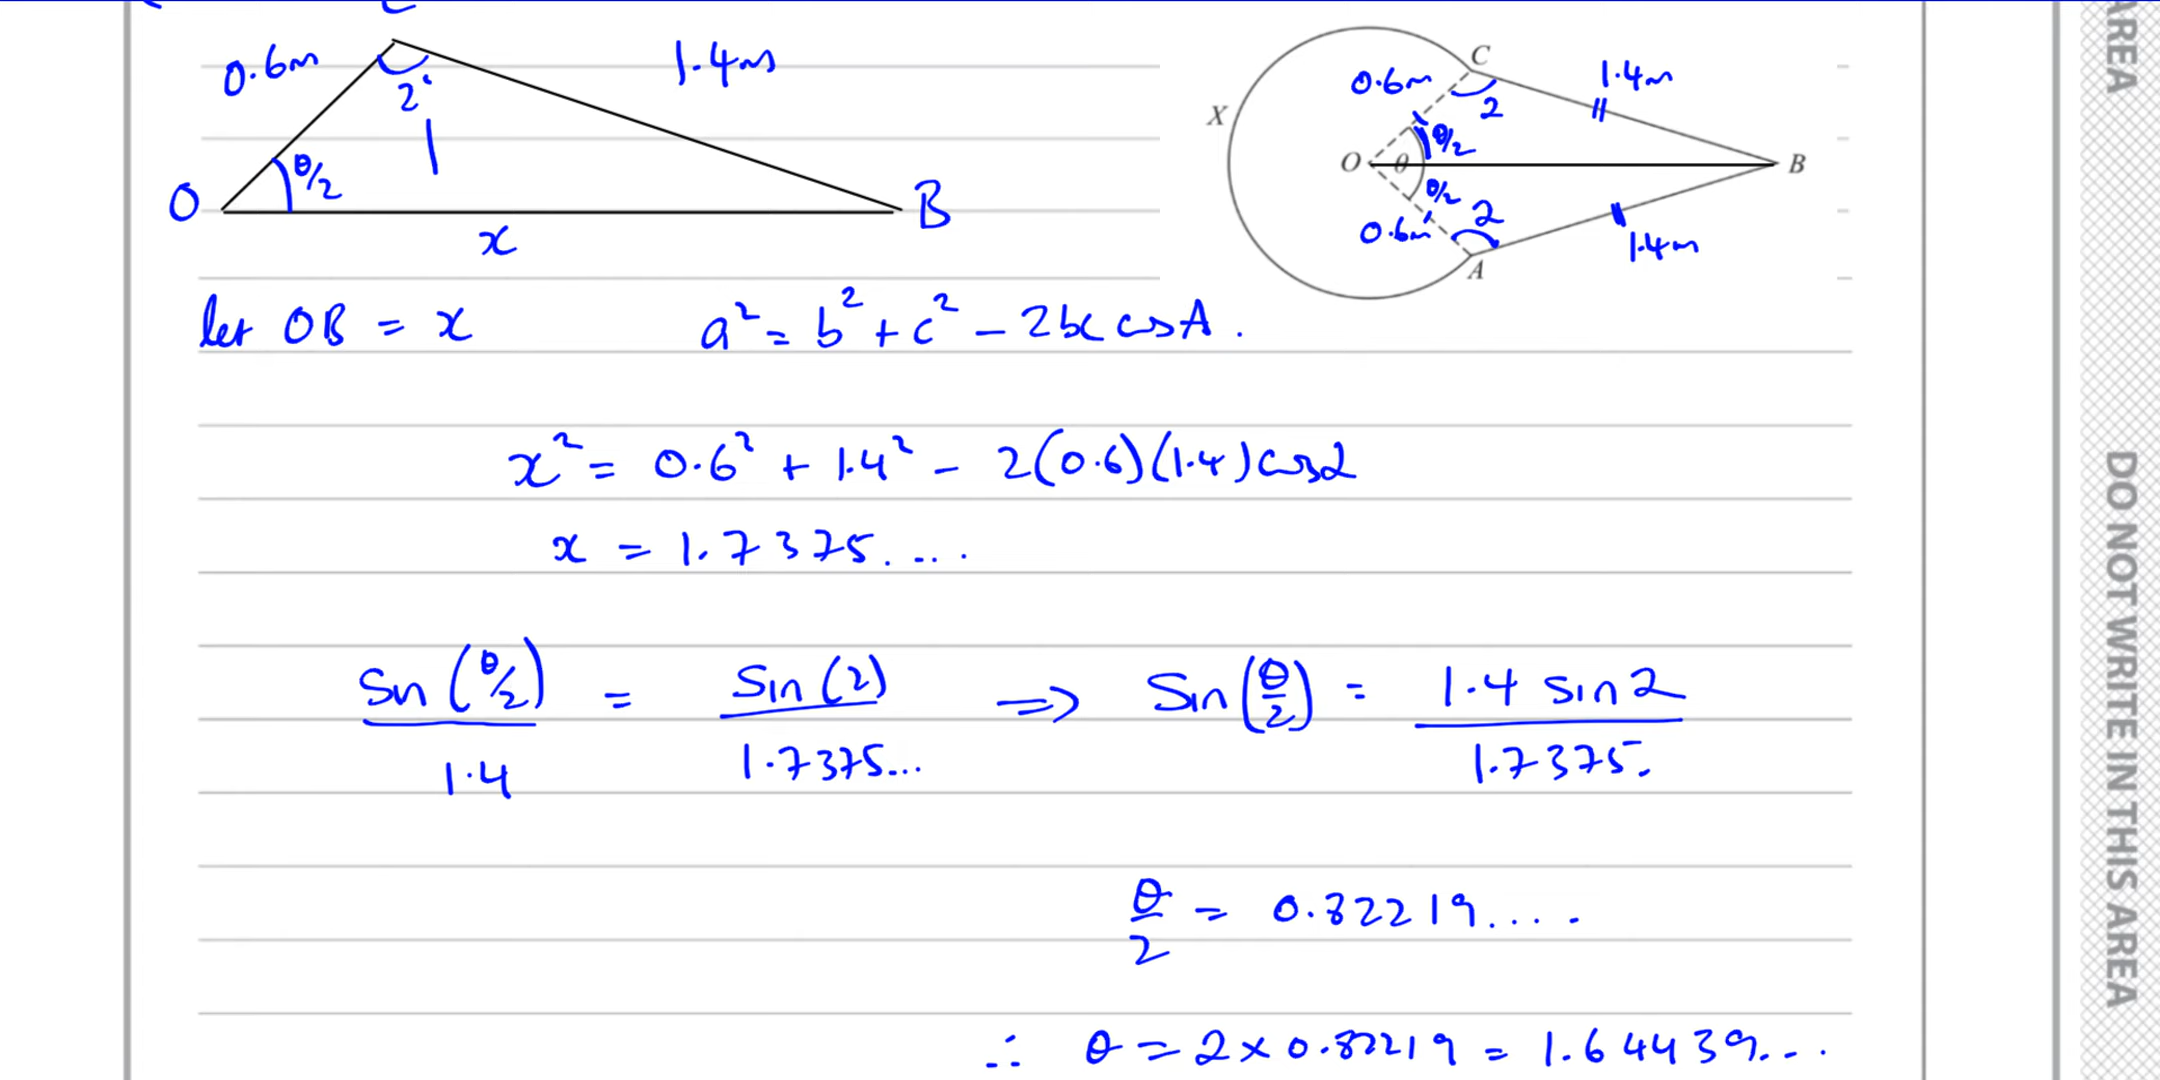 C
0.6m
1.4m
2
θ/2
O
B
x
C
0.6m
1.4m
2
X
θ/2
O
θ
B
θ/2
2
0.6m
1.4m
A
let OB = x
a² = b² + c² - 2bc cosA.
x² = 0.6² + 1.4² - 2(0.6)(1.4)cos2
x = 1.7375....
Sin(θ/2)/1.4 = Sin(2)/1.7375... => Sin(θ/2) = 1.4 sin2/1.7375.
θ/2 = 0.82219....
∴ θ = 2 x 0.82219 = 1.64439...
AREA
DO NOT WRITE IN THIS AREA